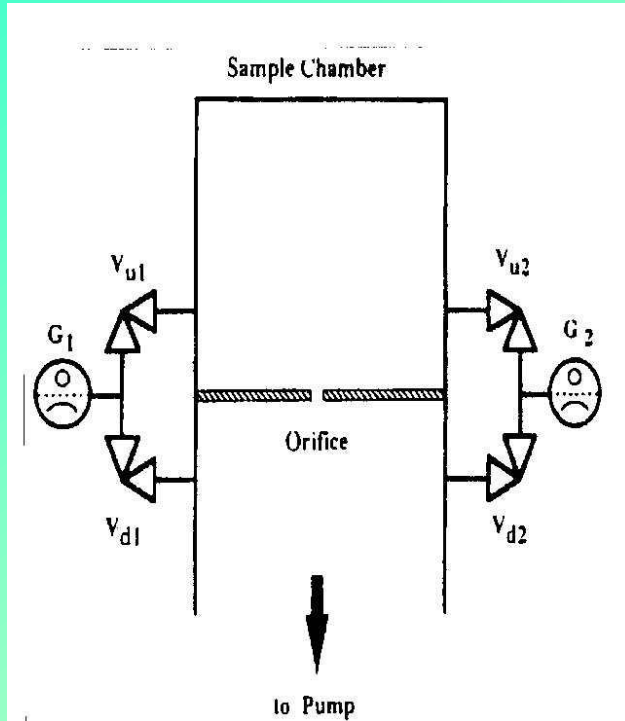 Sample Chamber
Vu1
Vu2
G1
G2
Orifice
Vd1
Vd2
to Pump